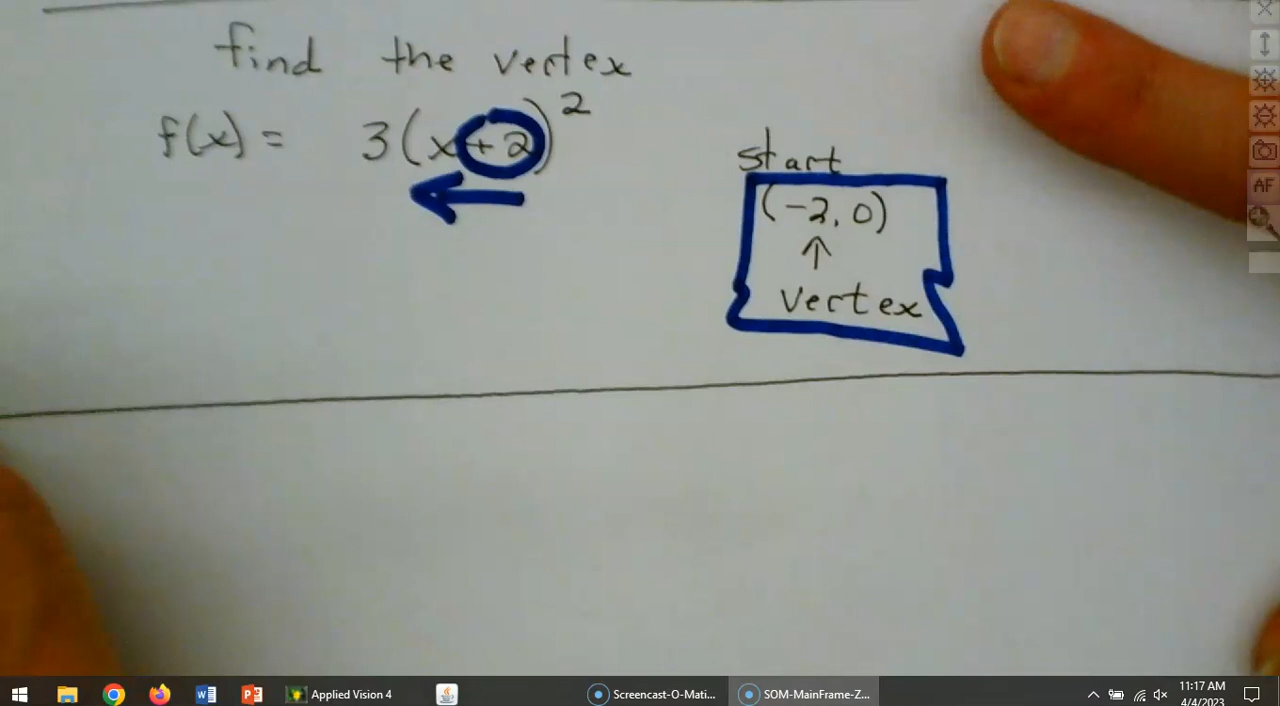 find the vertex
f(x) = 3(x+2)²
start
(-2, 0)
↑
vertex
AF
Applied Vision 4
Screencast-O-Mati...
SOM-MainFrame-Z...
11:17 AM
4/4/2023